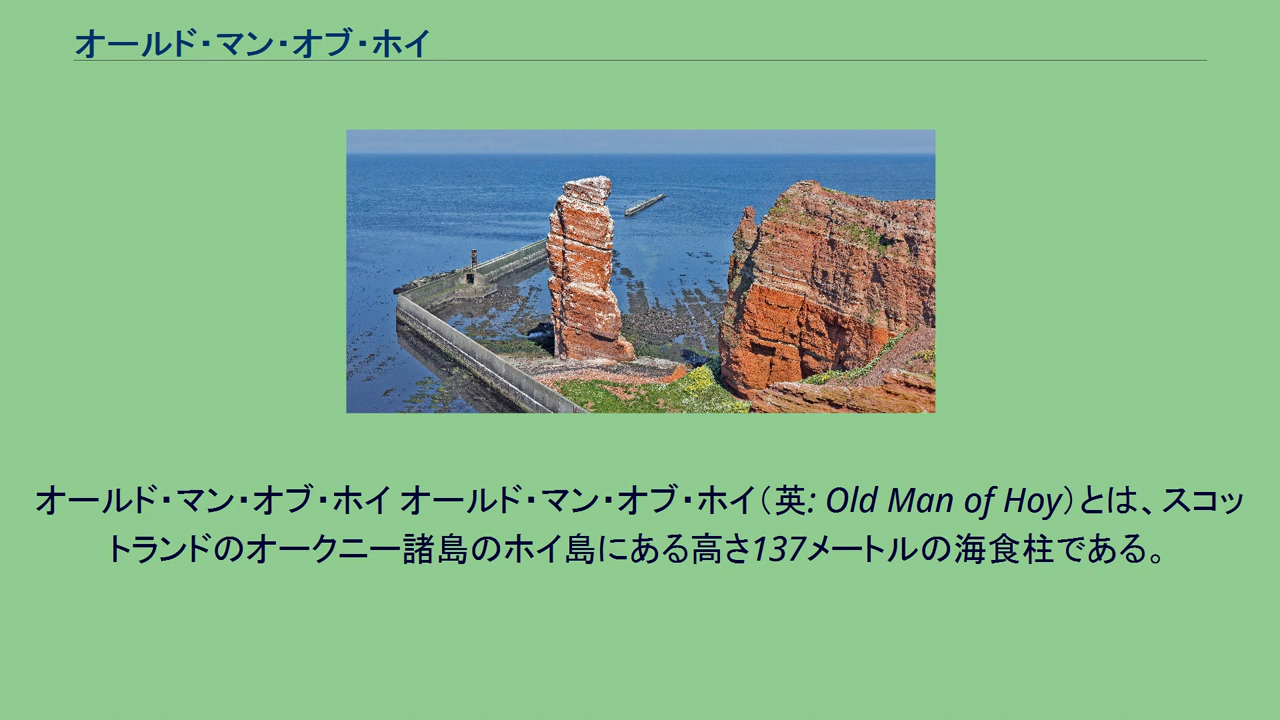 オールド・マン・オブ・ホイ
オールド・マン・オブ・ホイ オールド・マン・オブ・ホイ（英: Old Man of Hoy）とは、スコッ
トランドのオークニー諸島のホイ島にある高さ137メートルの海食柱である。